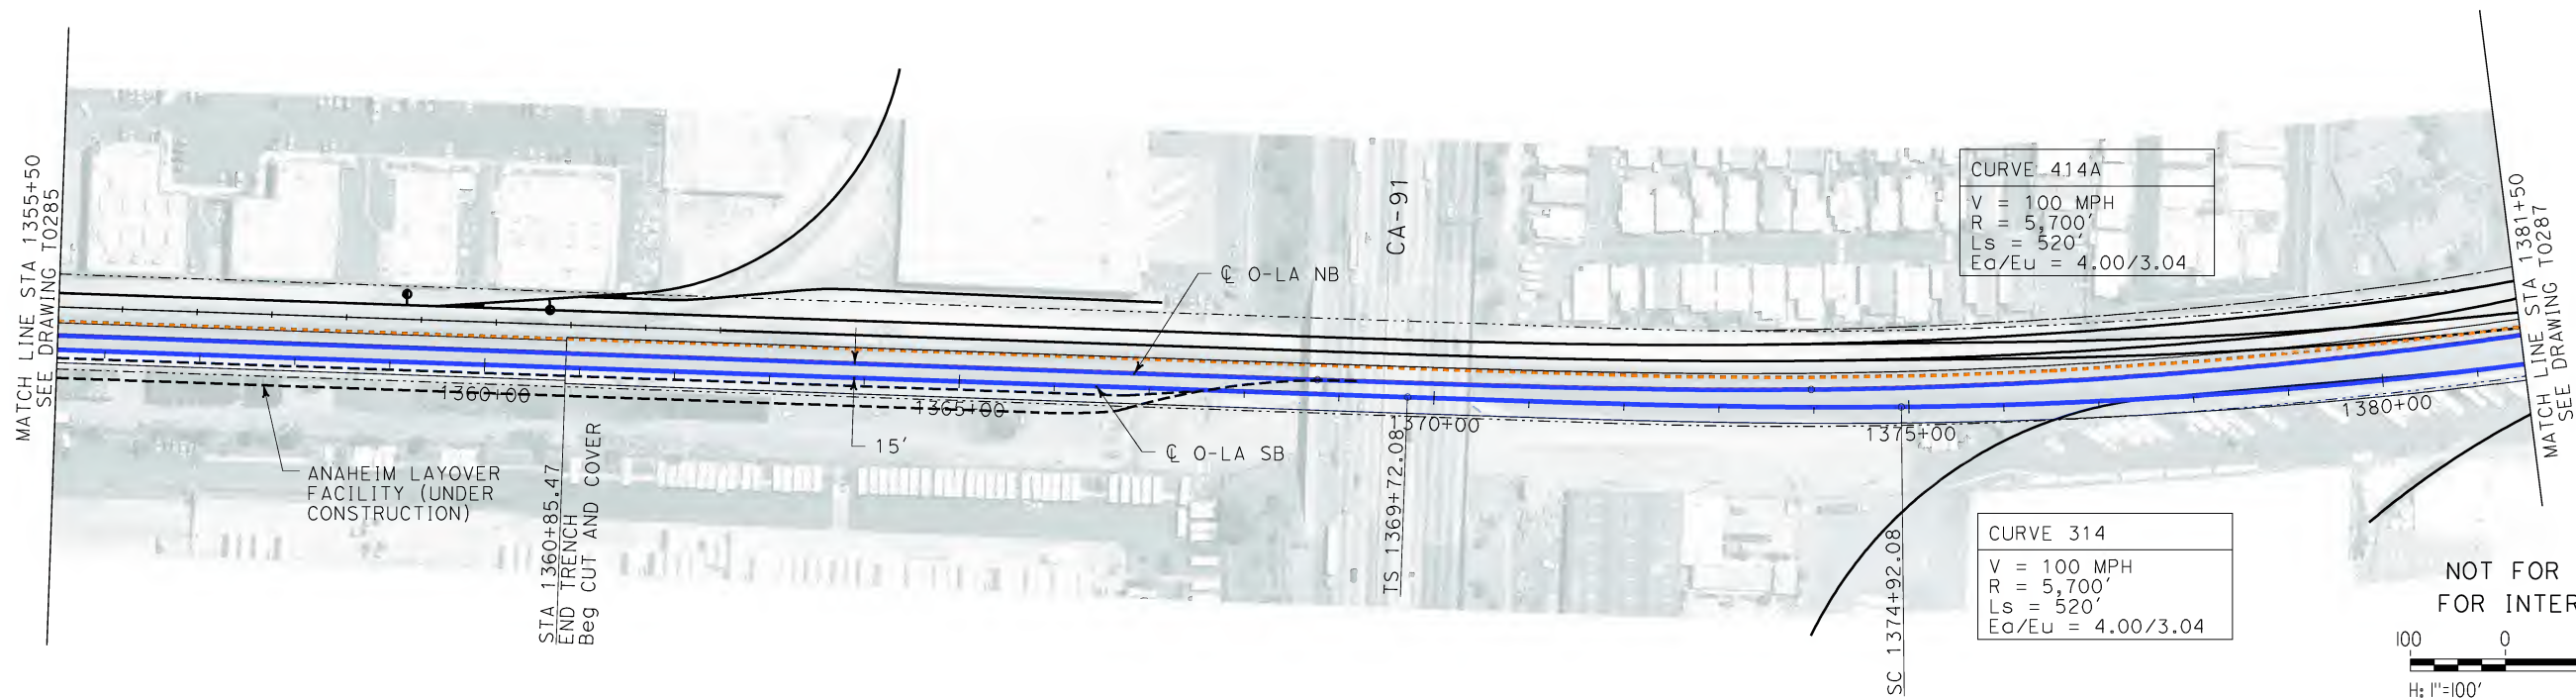 MATCH LINE STA 1355+50
SEE DRAWING T0285
ANAHEIM LAYOVER
FACILITY (UNDER
CONSTRUCTION)
1360+00
STA 1360+85.47
END TRENCH
Beg CUT AND COVER
15'
1365+00
℄ O-LA NB
℄ O-LA SB
CA-91
1370+00
TS 1369+72.08
1375+00
SC 1374+92.08
CURVE 414A
V = 100 MPH
R = 5,700'
Ls = 520'
Ea/Eu = 4.00/3.04
1380+00
CURVE 314
V = 100 MPH
R = 5,700'
Ls = 520'
Ea/Eu = 4.00/3.04
MATCH LINE STA 1381+50
SEE DRAWING T0287
NOT FOR
FOR INTER
100 0
H: 1"=100'